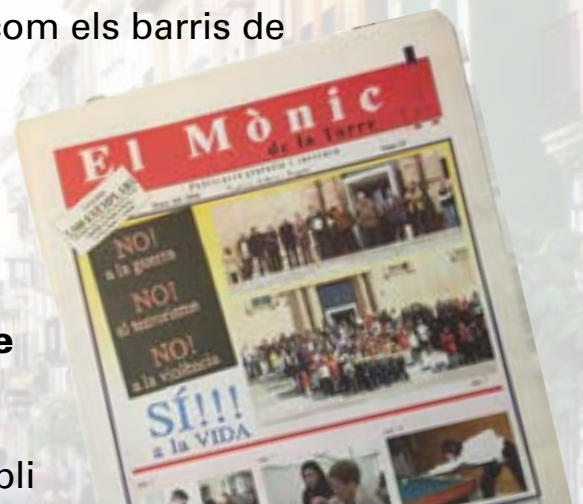 com els barris de
El Mònic
de la Torre
NO!
a la guerra
NO!
al terrorisme
NO!
a la violència
SÍ!!!
a la VIDA
e
pli